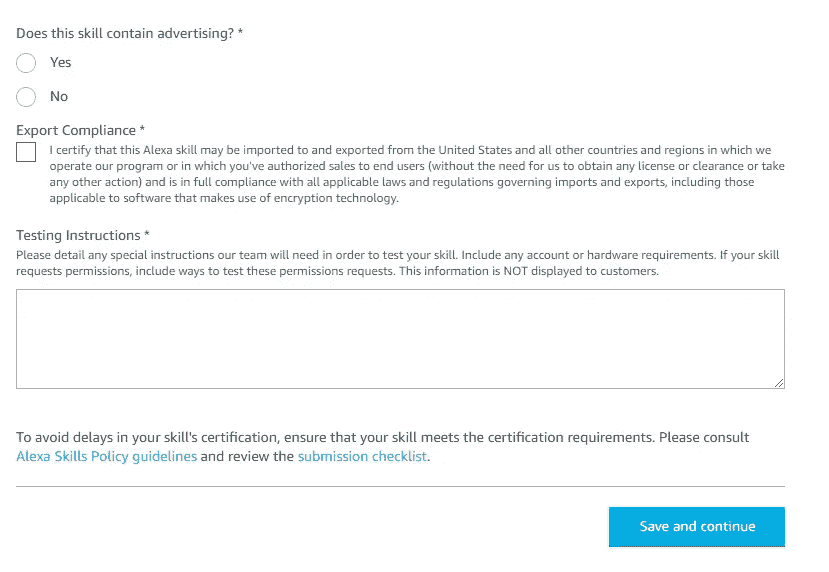 Does this skill contain advertising? *
Yes
No
Export Compliance *
I certify that this Alexa skill may be imported to and exported from the United States and all other countries and regions in which we
operate our program or in which you've authorized sales to end users (without the need for us to obtain any license or clearance or take
any other action) and is in full compliance with all applicable laws and regulations governing imports and exports, including those
applicable to software that makes use of encryption technology.
Testing Instructions *
Please detail any special instructions our team will need in order to test your skill. Include any account or hardware requirements. If your skill
requests permissions, include ways to test these permissions requests. This information is NOT displayed to customers.
To avoid delays in your skill's certification, ensure that your skill meets the certification requirements. Please consult
Alexa Skills Policy guidelines and review the submission checklist.
Save and continue